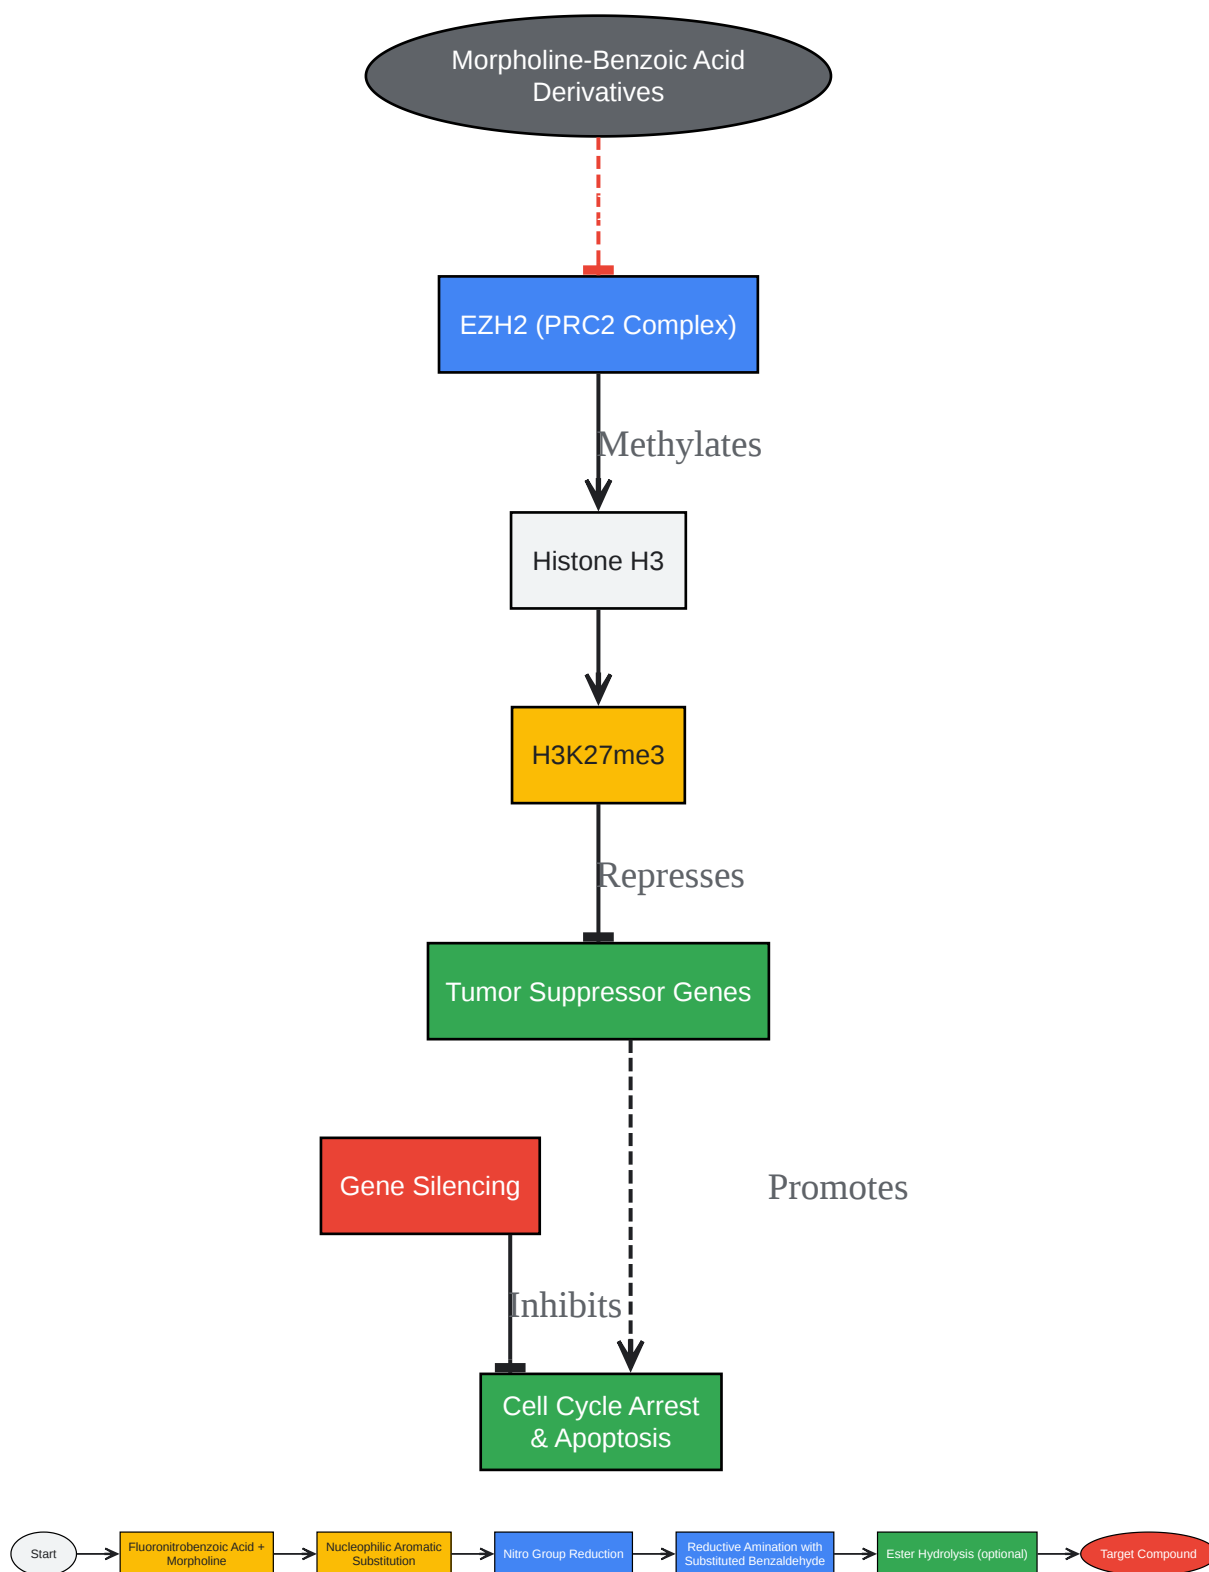 Morpholine-Benzoic Acid
Derivatives
EZH2 (PRC2 Complex)
Methylates
Histone H3
H3K27me3
Represses
Tumor Suppressor Genes
Gene Silencing
Promotes
Inhibits
Cell Cycle Arrest
& Apoptosis
Start
Fluoronitrobenzoic Acid +
Morpholine
Nucleophilic Aromatic
Substitution
Nitro Group Reduction
Reductive Amination with
Substituted Benzaldehyde
Ester Hydrolysis (optional)
Target Compound